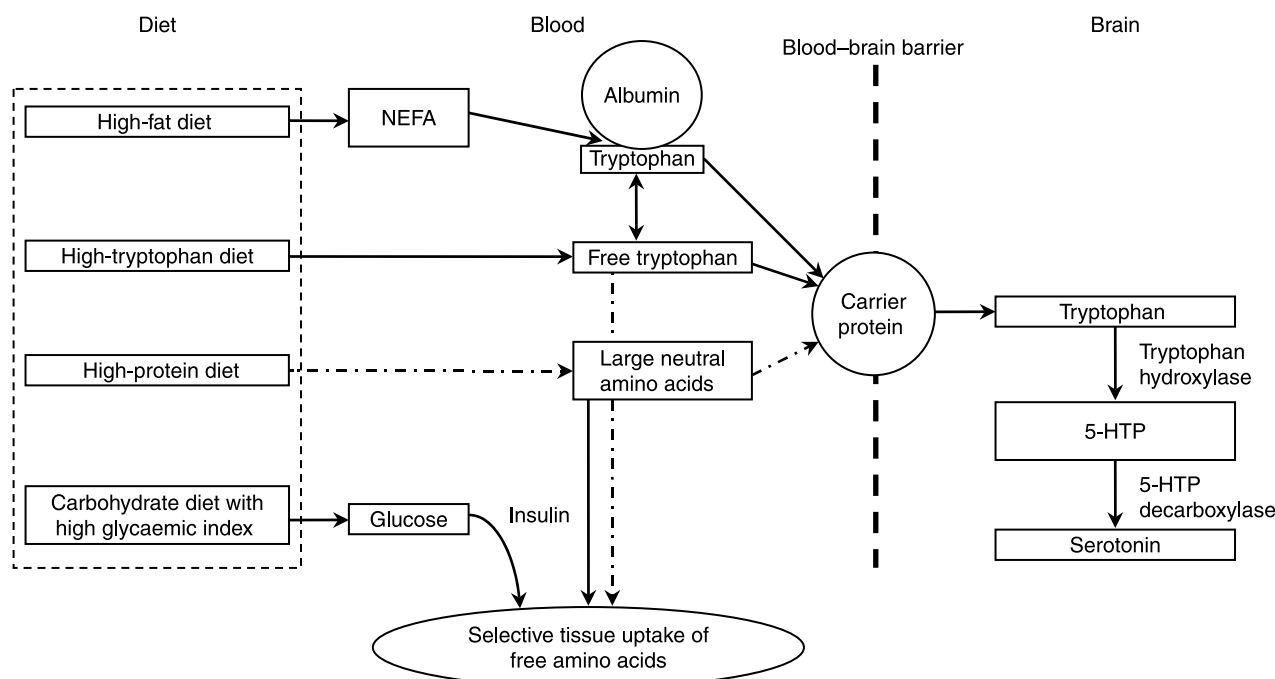 Diet
Blood
Blood–brain barrier
Brain
High-fat diet
NEFA
Albumin
Tryptophan
High-tryptophan diet
Free tryptophan
Carrier
protein
Tryptophan
High-protein diet
Large neutral
amino acids
Tryptophan
hydroxylase
5-HTP
Carbohydrate diet with
high glycaemic index
Glucose
Insulin
5-HTP
decarboxylase
Serotonin
Selective tissue uptake of
free amino acids